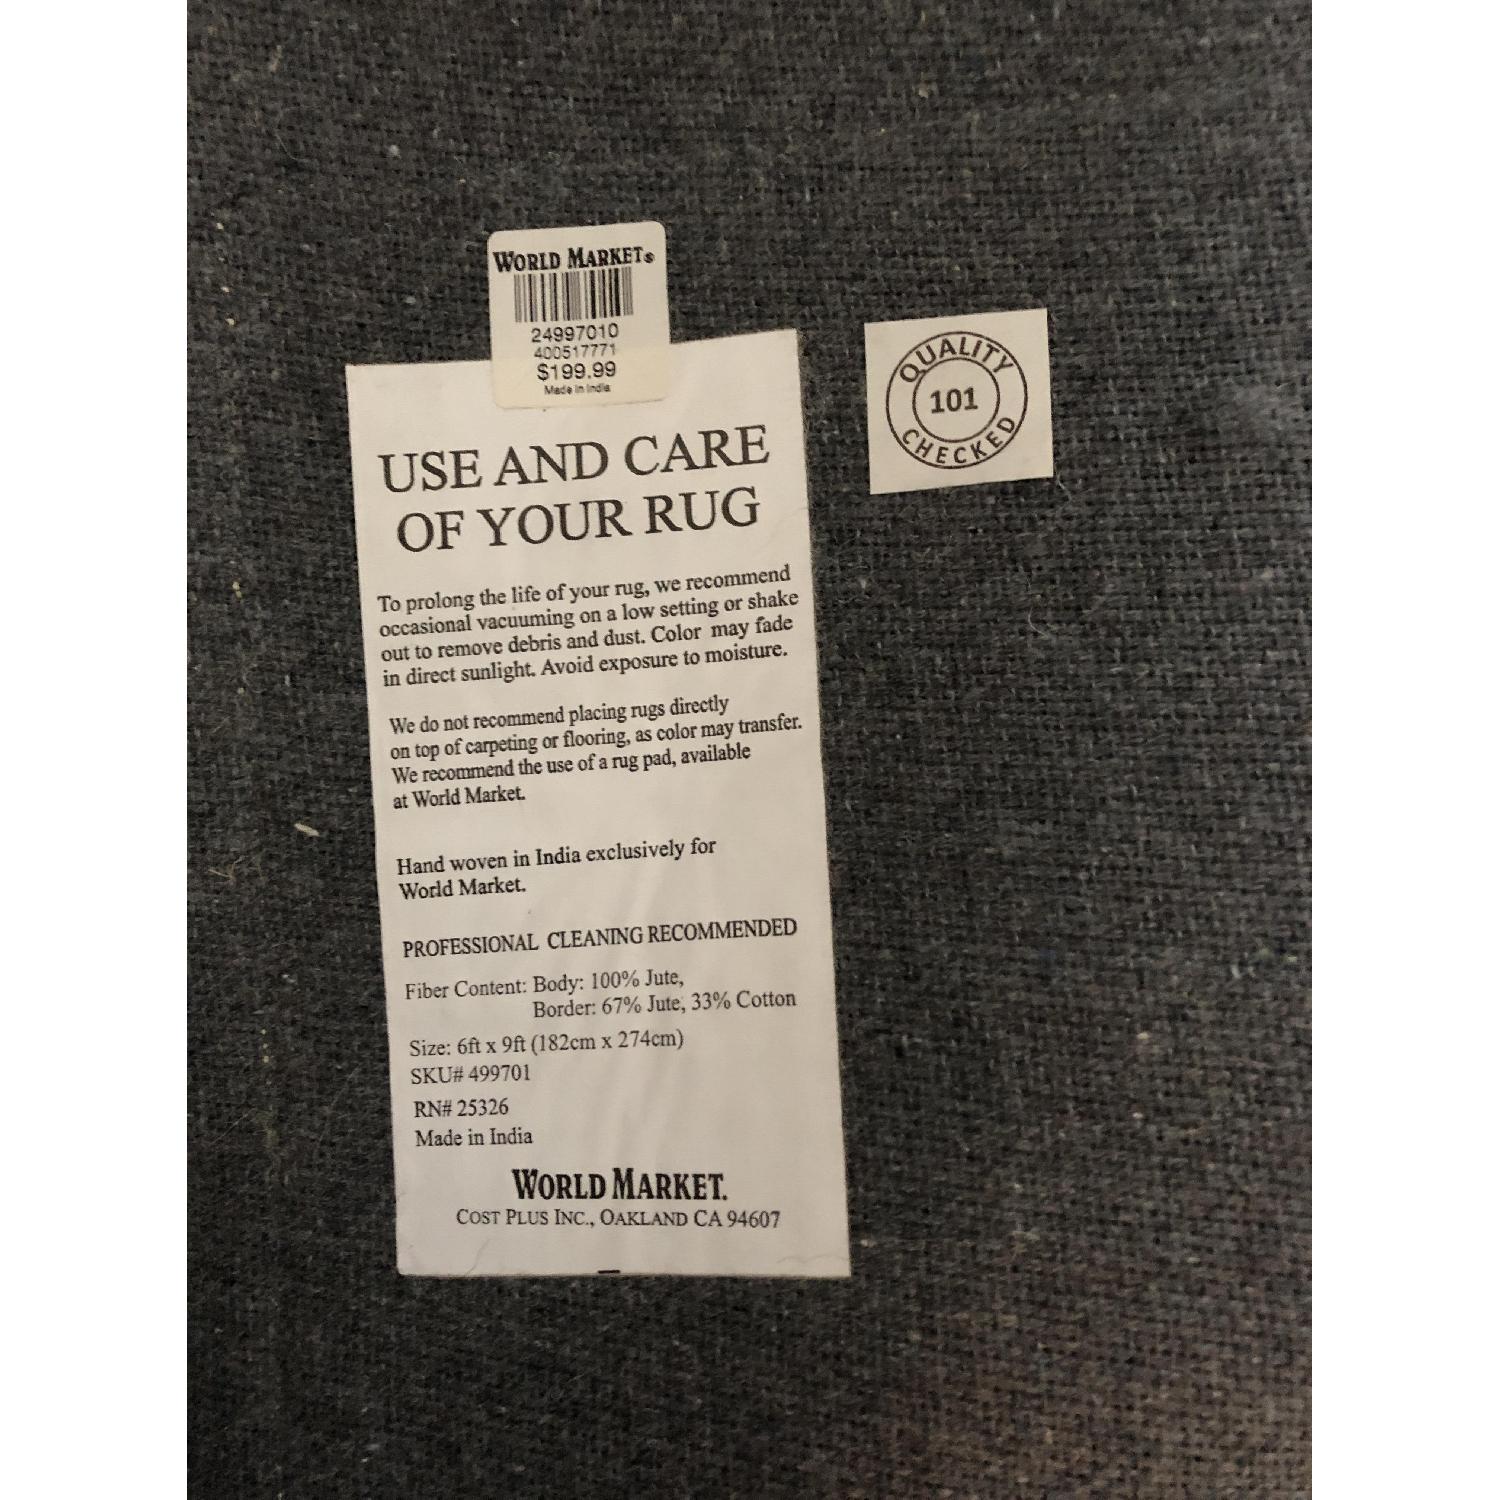 WORLD MARKET®
24997010
400517771
$199.99
Made in India
QUALITY
101
CHECKED
USE AND CARE
OF YOUR RUG
To prolong the life of your rug, we recommend
occasional vacuuming on a low setting or shake
out to remove debris and dust. Color may fade
in direct sunlight. Avoid exposure to moisture.
We do not recommend placing rugs directly
on top of carpeting or flooring, as color may transfer.
We recommend the use of a rug pad, available
at World Market.
Hand woven in India exclusively for
World Market.
PROFESSIONAL CLEANING RECOMMENDED
Fiber Content: Body: 100% Jute,
Border: 67% Jute, 33% Cotton
Size: 6ft x 9ft (182cm x 274cm)
SKU# 499701
RN# 25326
Made in India
WORLD MARKET.
COST PLUS INC., OAKLAND CA 94607